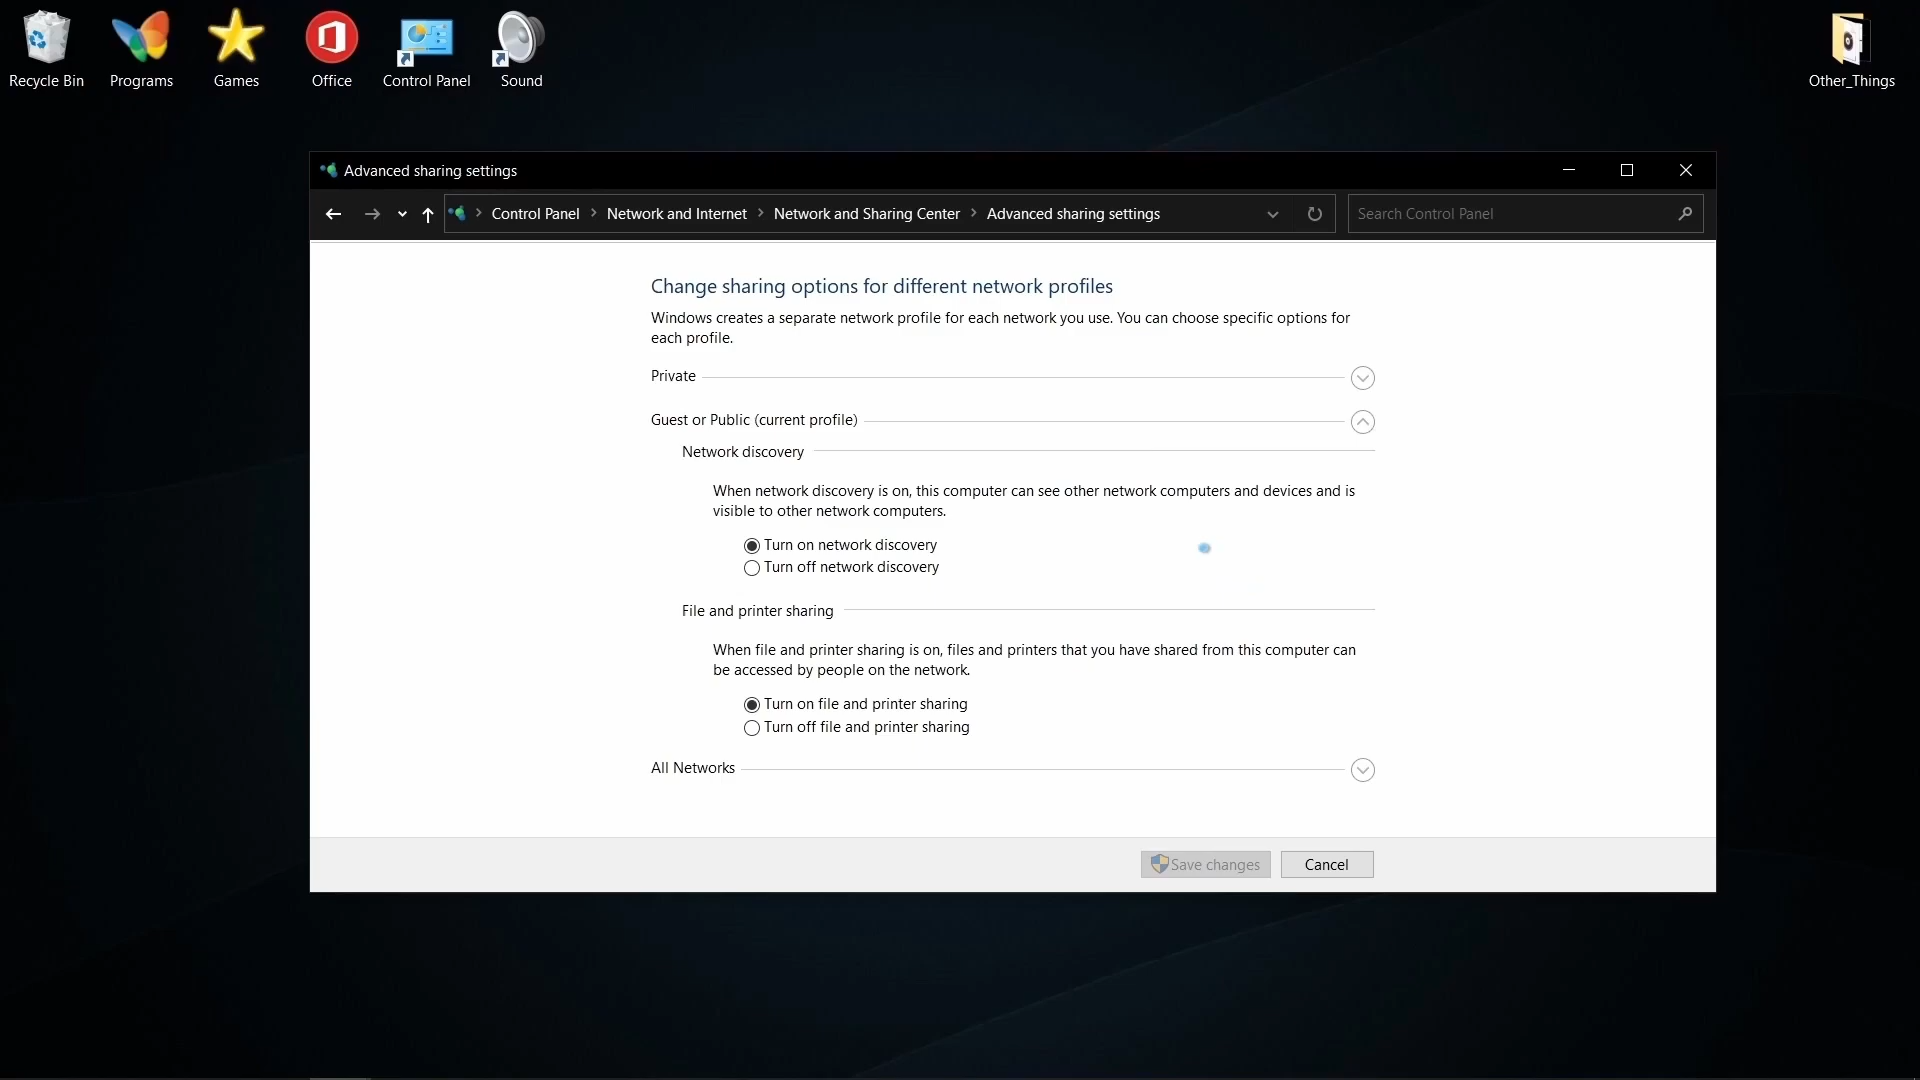 Recycle Bin
Programs
Games
Office
Control Panel
Sound
Other_Things
Advanced sharing settings
Control Panel
Network and Internet
Network and Sharing Center
Advanced sharing settings
Search Control Panel
Change sharing options for different network profiles
Windows creates a separate network profile for each network you use. You can choose specific options for
each profile.
Private
Guest or Public (current profile)
Network discovery
When network discovery is on, this computer can see other network computers and devices and is
visible to other network computers.
Turn on network discovery
Turn off network discovery
File and printer sharing
When file and printer sharing is on, files and printers that you have shared from this computer can
be accessed by people on the network.
Turn on file and printer sharing
Turn off file and printer sharing
All Networks
Save changes
Cancel